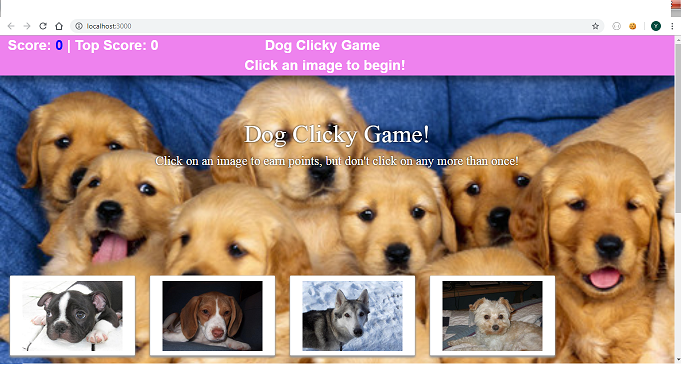 localhost:3000
Y
Score: 0 | Top Score: 0
Dog Clicky Game
Click an image to begin!
Dog Clicky Game!
Click on an image to earn points, but don't click on any more than once!